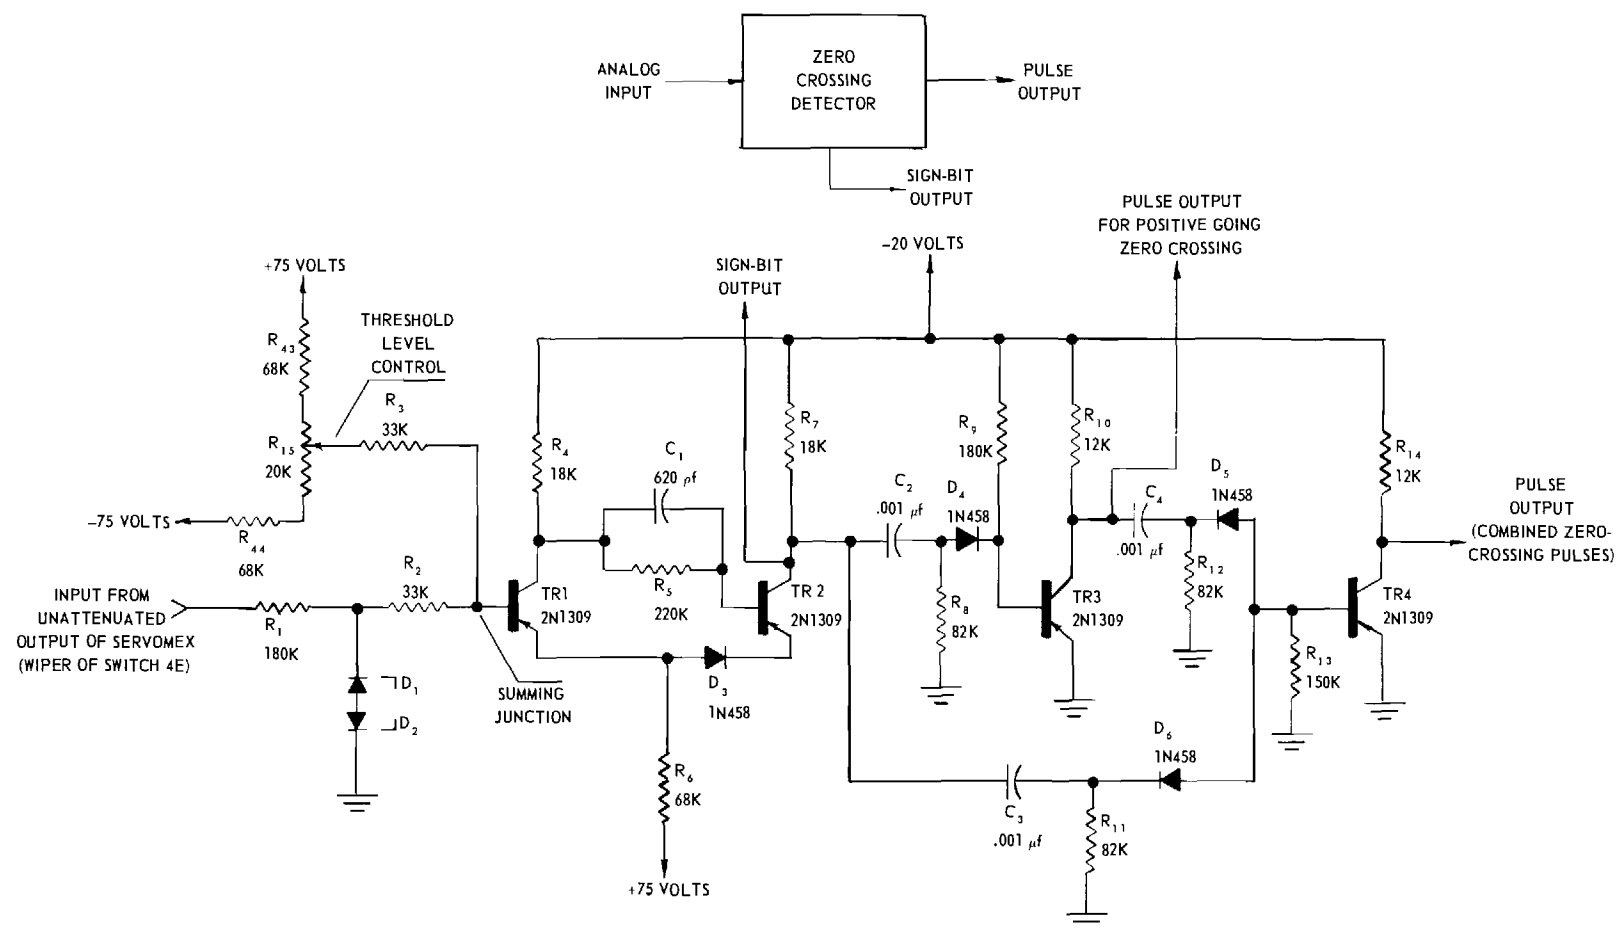 ZERO
CROSSING
DETECTOR
ANALOG
INPUT
PULSE
OUTPUT
SIGN-BIT
OUTPUT
PULSE OUTPUT
FOR POSITIVE GOING
ZERO CROSSING
-20 VOLTS
SIGN-BIT
OUTPUT
+75 VOLTS
THRESHOLD
LEVEL
CONTROL
R43
68K
R3
33K
R15
20K
-75 VOLTS
R44
68K
R4
18K
C1
620 pf
R5
220K
R7
18K
C2
.001 μf
D4
1N458
R9
180K
R10
12K
C4
.001 μf
D5
1N458
R14
12K
PULSE
OUTPUT
(COMBINED ZERO-
CROSSING PULSES)
INPUT FROM
UNATTENUATED
OUTPUT OF SERVOMEX
(WIPER OF SWITCH 4E)
R1
180K
R2
33K
TR1
2N1309
TR2
2N1309
R8
82K
TR3
2N1309
R12
82K
TR4
2N1309
R13
150K
D1
D2
SUMMING
JUNCTION
D3
1N458
R6
68K
+75 VOLTS
D6
1N458
C3
.001 μf
R11
82K